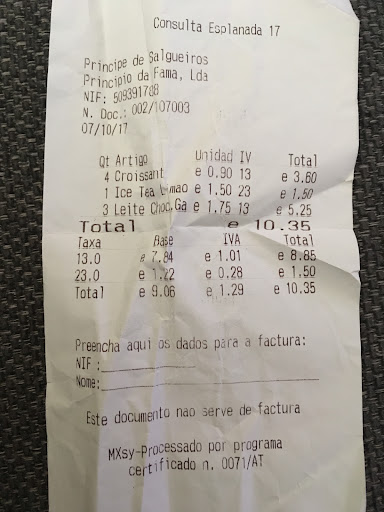 Consulta Esplanada 17
Principe de Salgueiros
Principio da Fama, Lda
NIF: 509391708
N. Doc.: 002/107003
07/10/17
Qt Artigo Unidad IV Total
4 Croissant e 0.90 13 e 3.60
1 Ice Tea Limao e 1.50 23 e 1.50
3 Leite Choc.Ga e 1.75 13 e 5.25
Total e 10.35
Taxa Base IVA Total
13.0 e 7.84 e 1.01 e 8.85
23.0 e 1.22 e 0.28 e 1.50
Total e 9.06 e 1.29 e 10.35
Preencha aqui os dados para a factura:
NIF :
Nome:
Este documento nao serve de factura
MXsy-Processado por programa
certificado n. 0071/AT